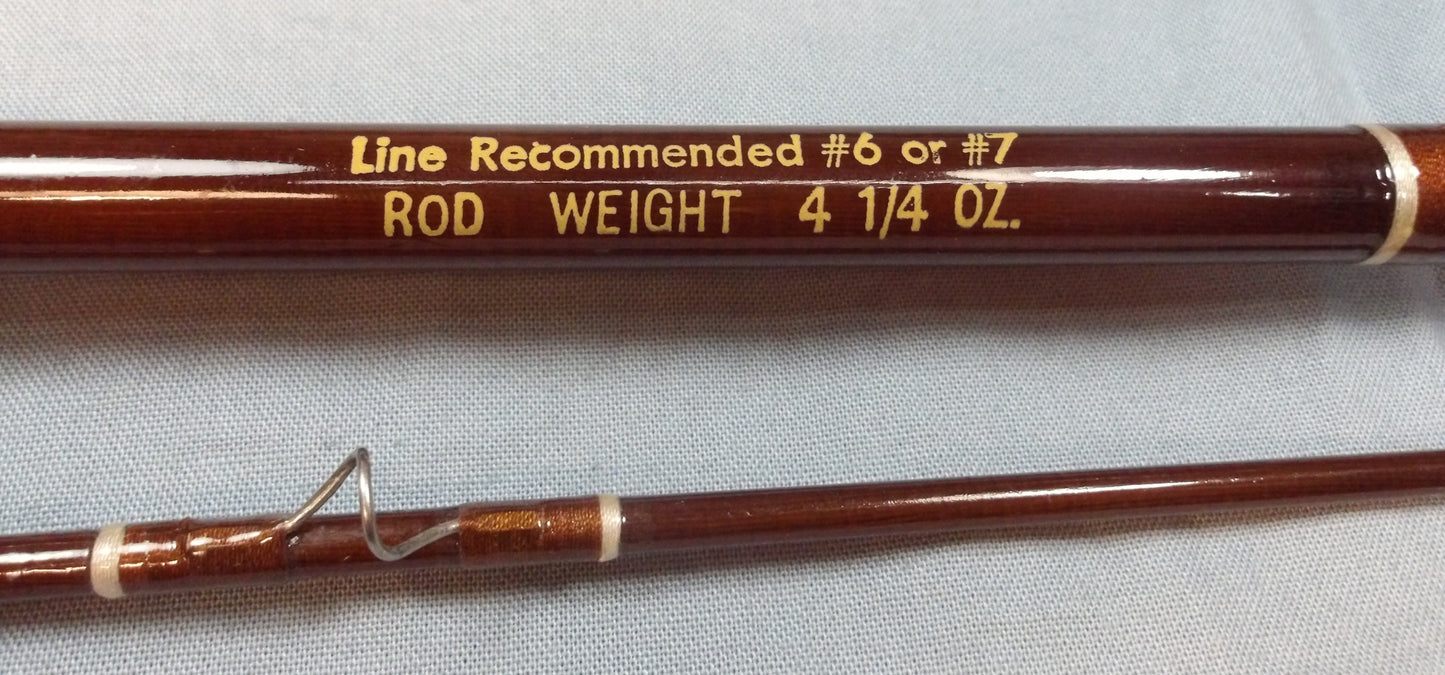 Line Recommended #6 or #7
ROD WEIGHT 4 1/4 OZ.